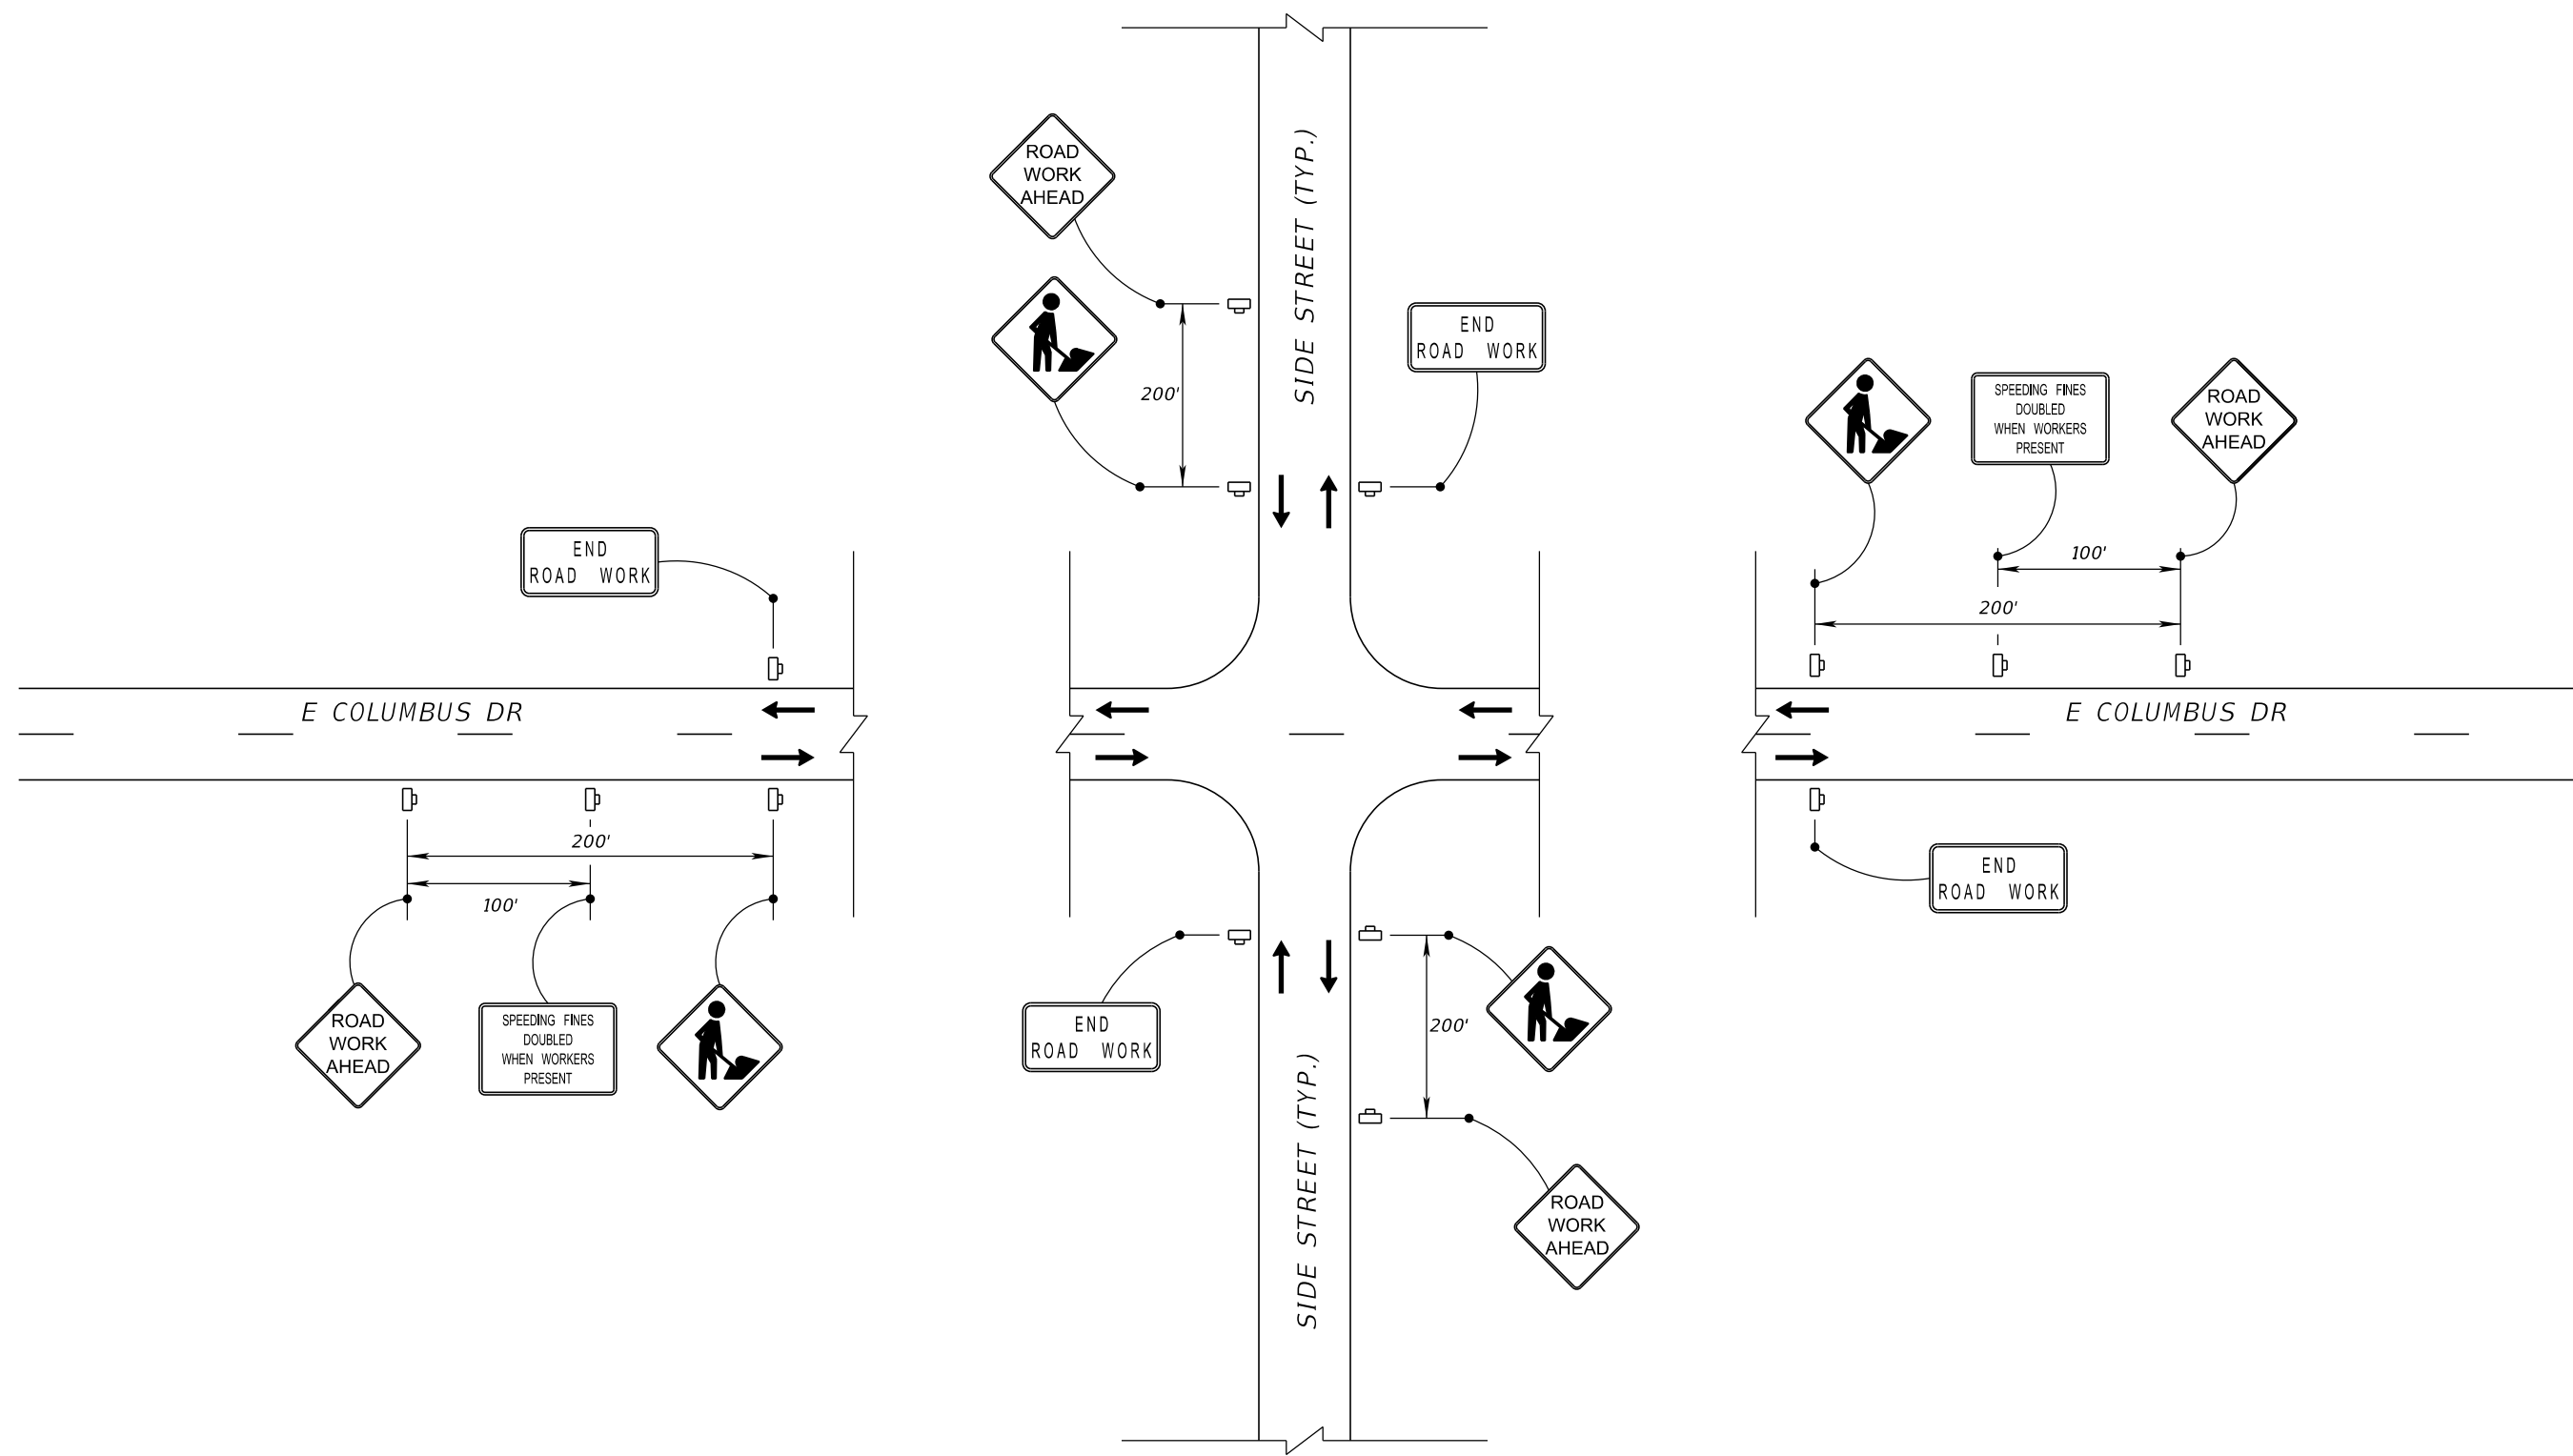 ROAD
WORK
AHEAD
SIDE STREET (TYP.)
200'
END
ROAD WORK
SPEEDING FINES
DOUBLED
WHEN WORKERS
PRESENT
ROAD
WORK
AHEAD
100'
200'
END
ROAD WORK
E COLUMBUS DR
E COLUMBUS DR
200'
100'
ROAD
WORK
AHEAD
SPEEDING FINES
DOUBLED
WHEN WORKERS
PRESENT
END
ROAD WORK
END
ROAD WORK
200'
SIDE STREET (TYP.)
ROAD
WORK
AHEAD